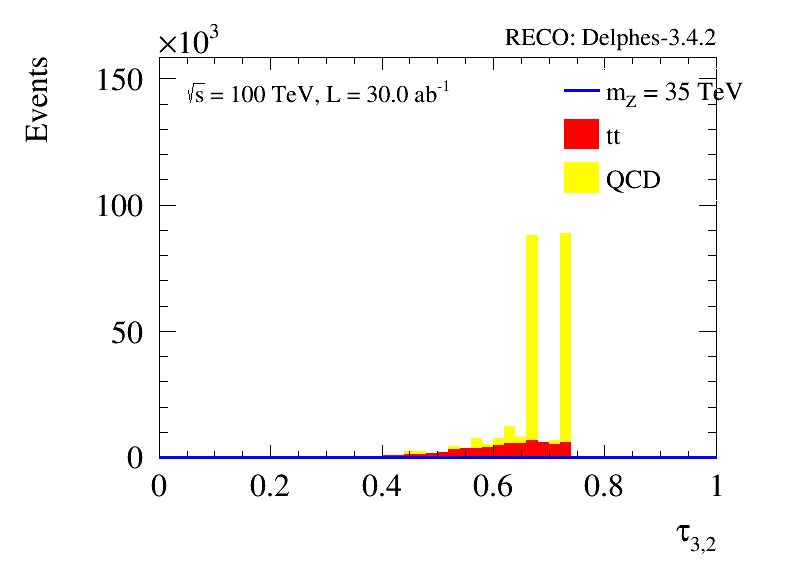 ×10³
RECO: Delphes-3.4.2
Events
√s = 100 TeV, L = 30.0 ab⁻¹
m_Z = 35 TeV
tt
QCD
150
100
50
0
0 0.2 0.4 0.6 0.8 1
τ_3,2